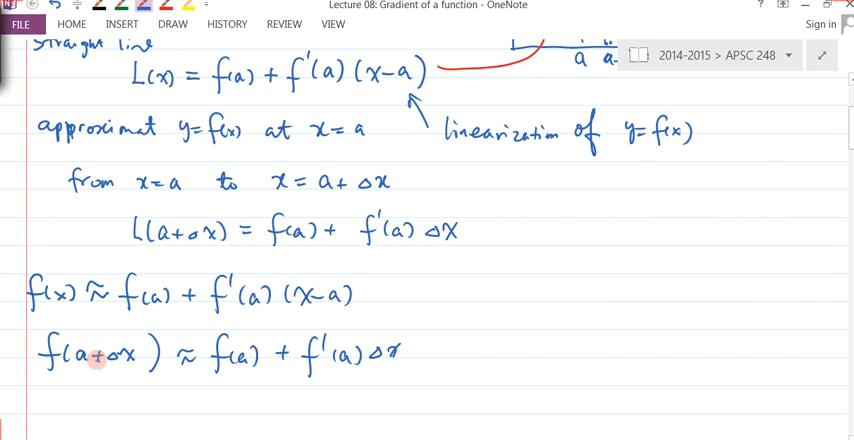 Lecture 08: Gradient of a function - OneNote
FILE HOME INSERT DRAW HISTORY REVIEW VIEW Sign in
2014-2015 > APSC 248
straight line
L(x) = f(a) + f'(a) (x-a)
a a-
approximat y=f(x) at x=a linearization of y=f(x)
from x=a to x = a+ Δx
L(a+Δx) = f(a) + f'(a) Δx
f(x) ≈ f(a) + f'(a) (x-a)
f(a+Δx) ≈ f(a) + f'(a) Δx